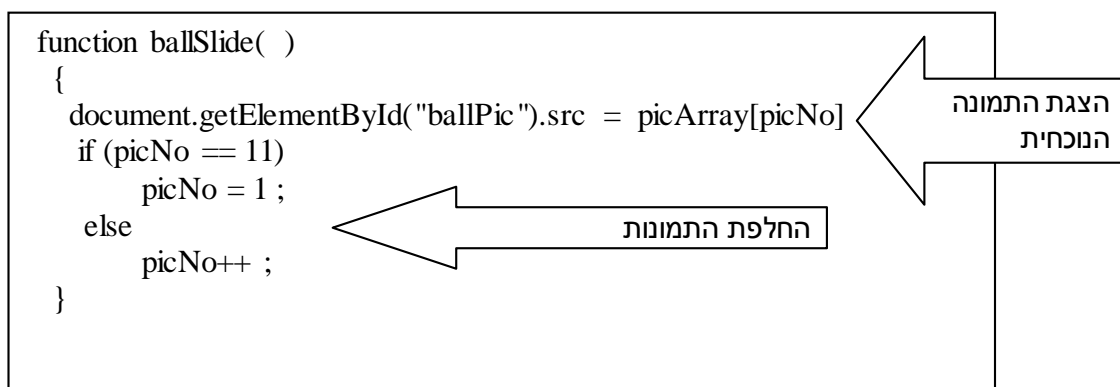 function ballSlide( )
{
document.getElementById("ballPic").src = picArray[picNo]
הצגת התמונה
הנוכחית
if (picNo == 11)
picNo = 1 ;
else
החלפת התמונות
picNo++ ;
}